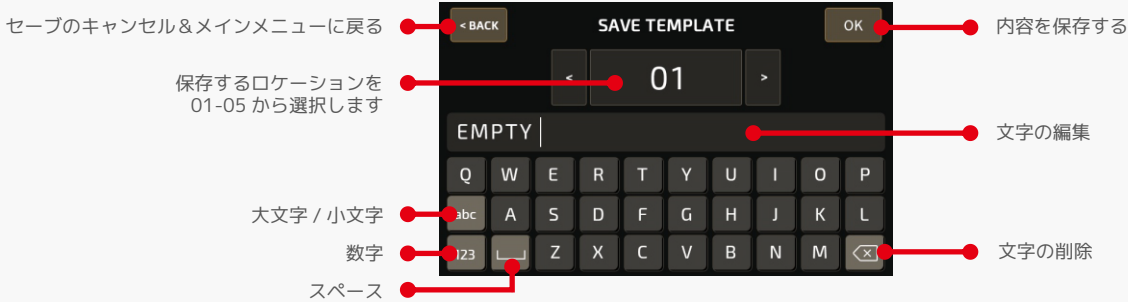 セーブのキャンセル＆メインメニューに戻る
< BACK
SAVE TEMPLATE
OK
内容を保存する
保存するロケーションを
01-05 から選択します
< 01 >
EMPTY
文字の編集
Q W E R T Y U I O P
大文字 / 小文字
abc A S D F G H J K L
数字
123 Z X C V B N M
文字の削除
スペース